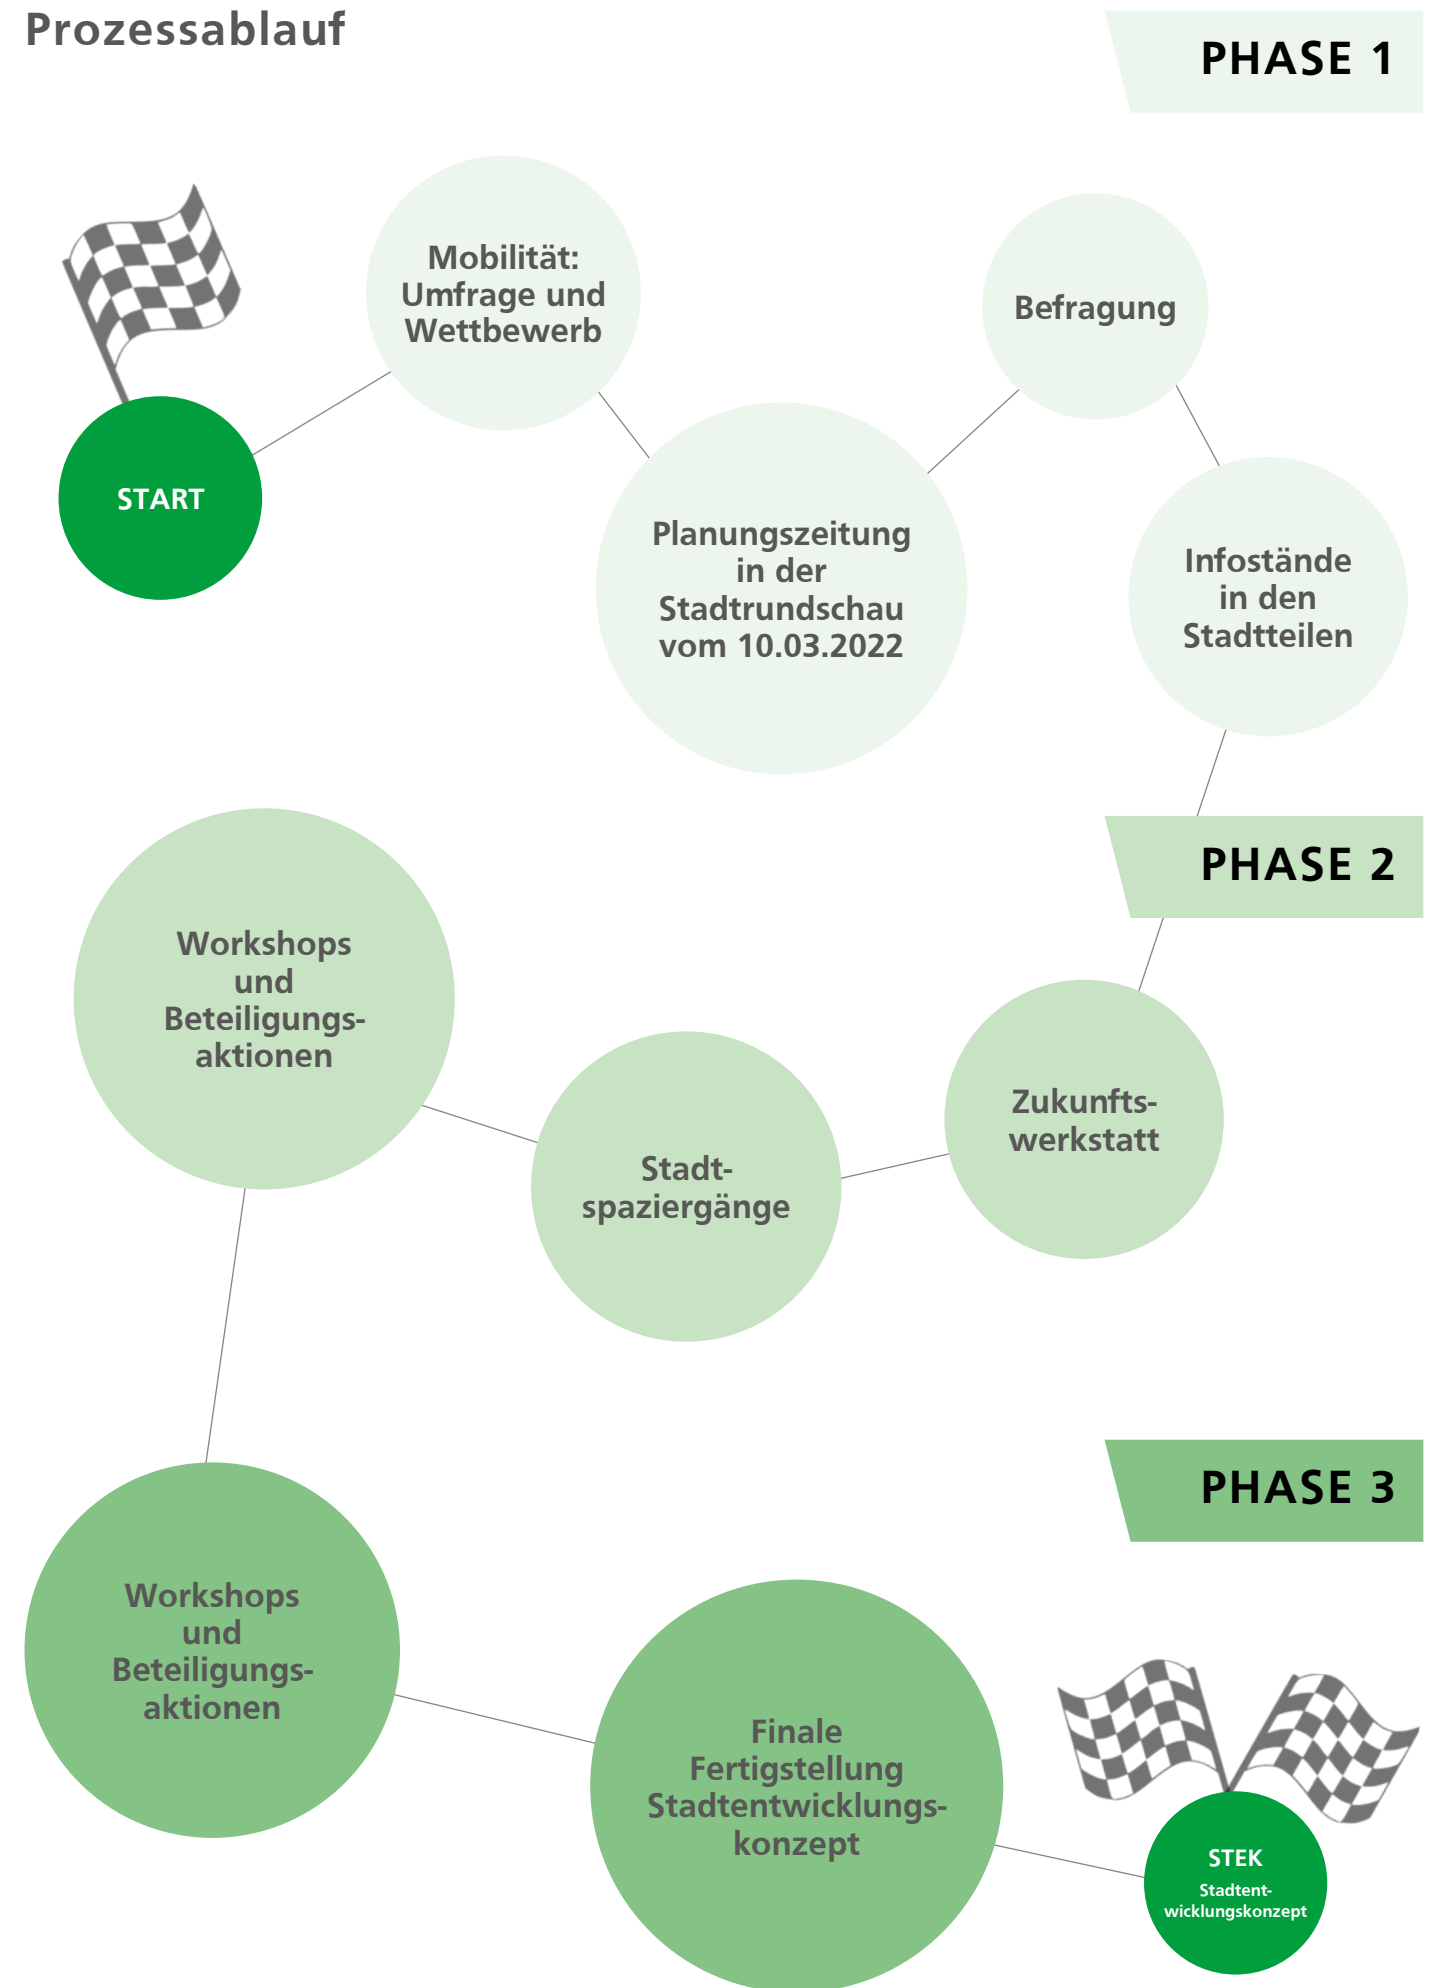 Prozessablauf
PHASE 1
Mobilität:
Umfrage und
Wettbewerb
Befragung
START
Planungszeitung
in der
Stadtrundschau
vom 10.03.2022
Infostände
in den
Stadtteilen
PHASE 2
Workshops
und
Beteiligungs-
aktionen
Zukunfts-
werkstatt
Stadt-
spaziergänge
PHASE 3
Workshops
und
Beteiligungs-
aktionen
Finale
Fertigstellung
Stadtentwicklungs-
konzept
STEK
Stadtent-
wicklungskonzept